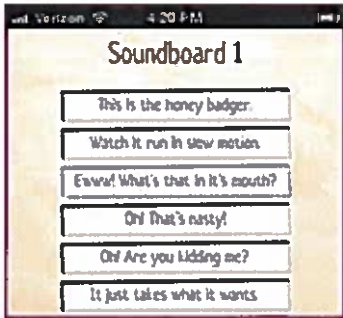 Verizon 4:20 PM
Soundboard 1
This is the honey badger.
Watch it run in slow motion.
Ewww! What's that in it's mouth?
Oh! That's nasty!
Oh! Are you kidding me?
It just takes what it wants.